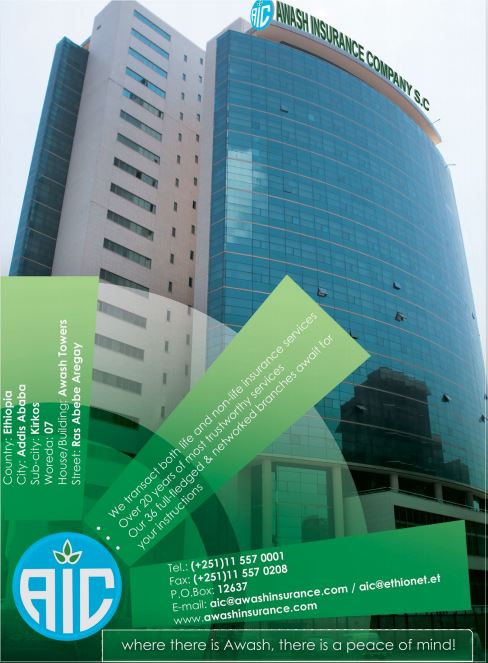 AIC AWASH INSURANCE COMPANY S.C
Country: Ethiopia
City: Addis Ababa
Sub-city: Kirkos
Woreda: 07
House/Building: Awash Towers
Street: Ras Abebe Aregay
: We transact both life and non-life insurance services
: Over 20 years of most trustworthy services
: Our 36 full-fledged & networked branches await for
your instructions
AIC
Tel.: (+251)11 557 0001
Fax: (+251)11 557 0208
P.O.Box: 12637
E-mail: aic@awashinsurance.com / aic@ethionet.et
www.awashinsurance.com
where there is Awash, there is a peace of mind!